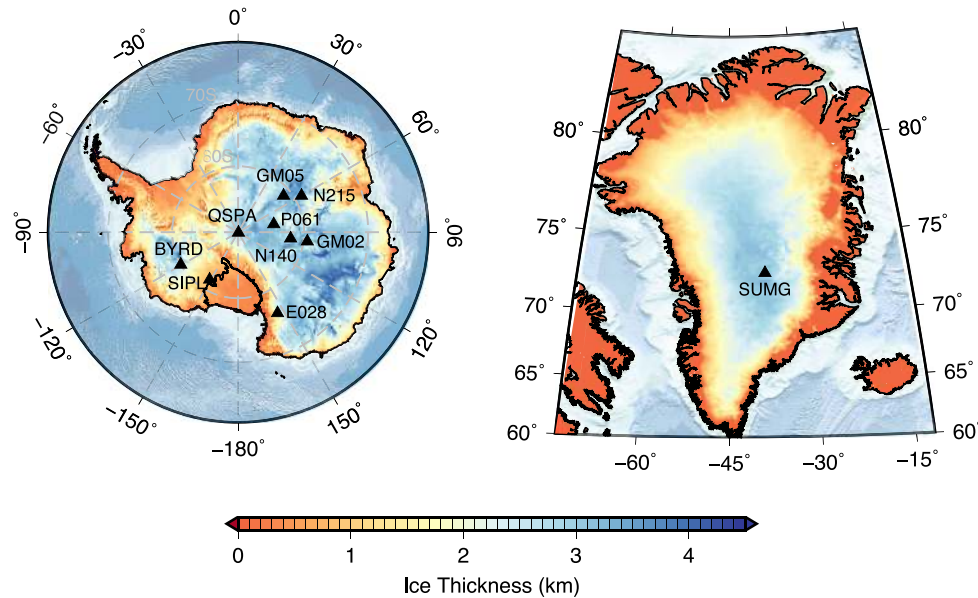 0°
−30°
30°
−60°
60°
70S
60S
GM05
N215
QSPA
P061
−90°
90°
BYRD
N140
GM02
SIPL
E028
−120°
120°
−150°
150°
−180°
80°
80°
75°
75°
SUMG
70°
70°
65°
65°
60°
60°
−60°
−45°
−30°
−15°
0
1
2
3
4
Ice Thickness (km)